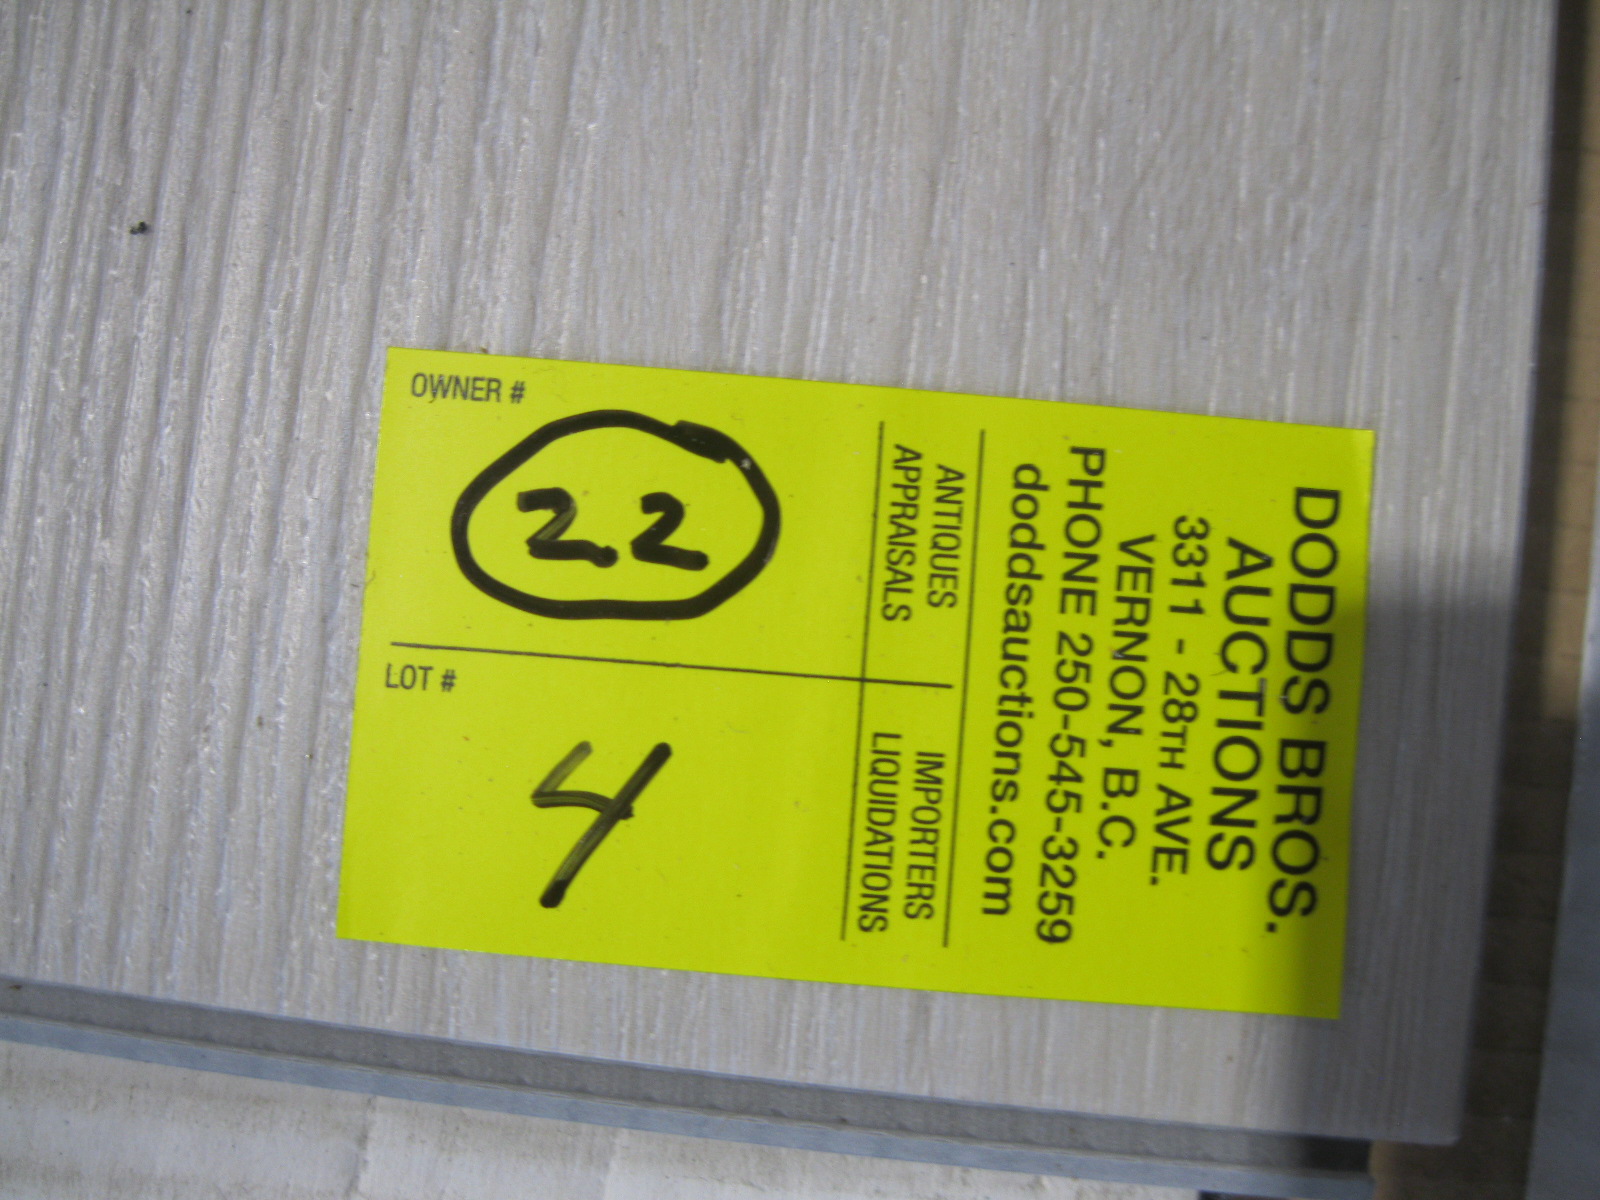 DODDS BROS.
AUCTIONS
3311 - 28TH AVE.
VERNON, B.C.
PHONE 250-545-3259
doddsauctions.com
ANTIQUES
APPRAISALS
IMPORTERS
LIQUIDATIONS
OWNER #
22
LOT #
4